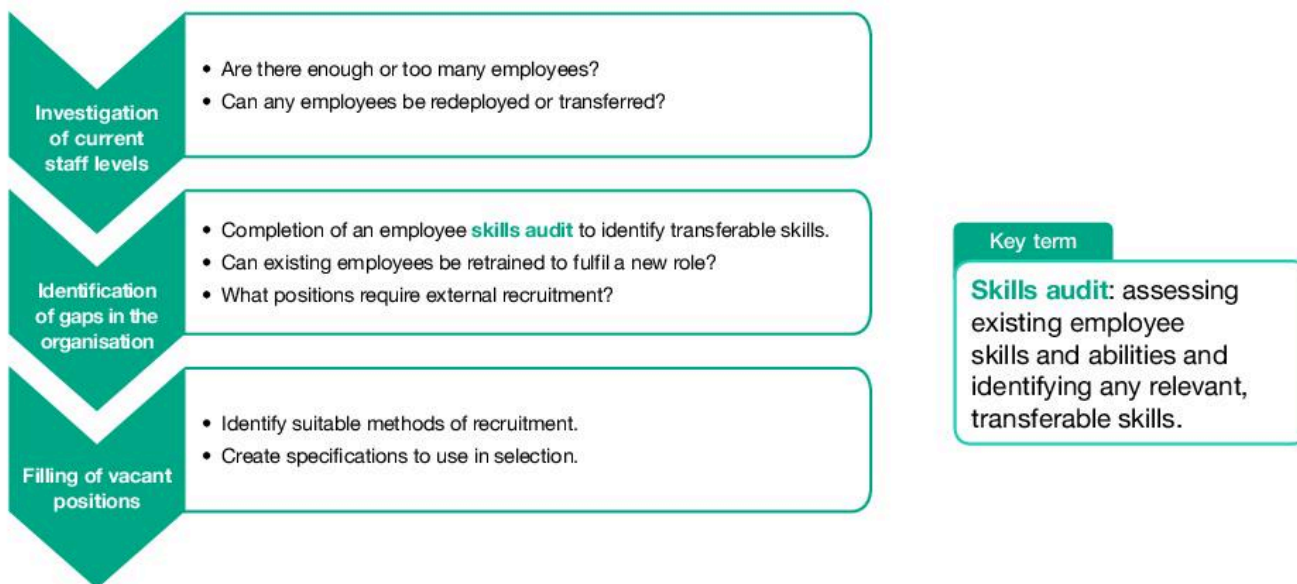 Investigation
of current
staff levels
• Are there enough or too many employees?
• Can any employees be redeployed or transferred?
Identification
of gaps in the
organisation
• Completion of an employee skills audit to identify transferable skills.
• Can existing employees be retrained to fulfil a new role?
• What positions require external recruitment?
Filling of vacant
positions
• Identify suitable methods of recruitment.
• Create specifications to use in selection.
Key term
Skills audit: assessing
existing employee
skills and abilities and
identifying any relevant,
transferable skills.